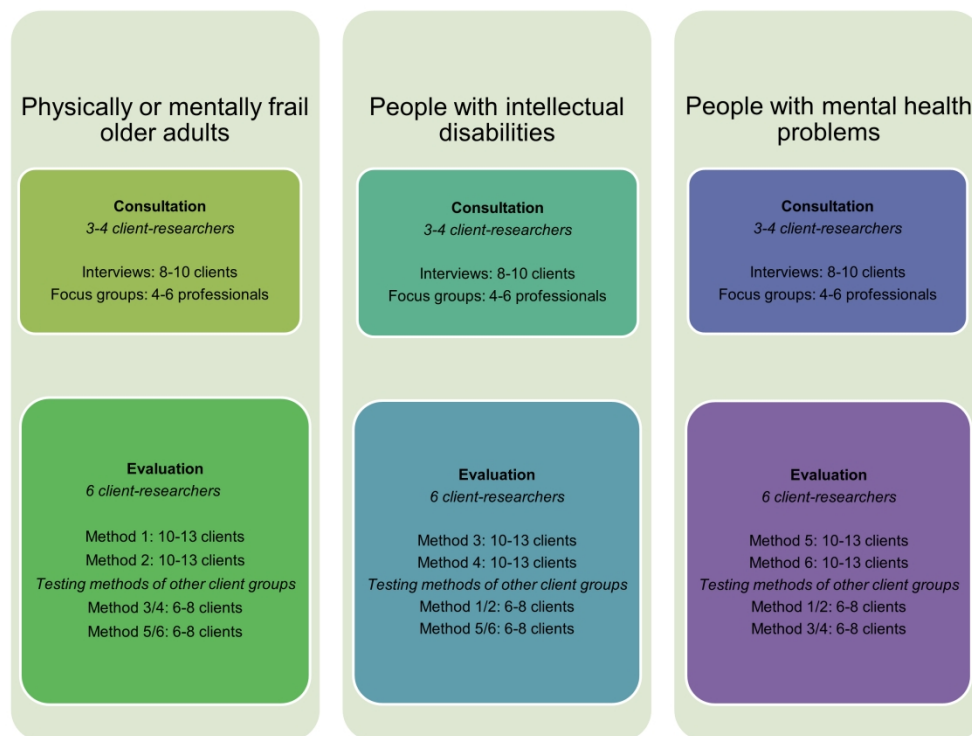 Physically or mentally frail
older adults
Consultation
3-4 client-researchers
Interviews: 8-10 clients
Focus groups: 4-6 professionals
Evaluation
6 client-researchers
Method 1: 10-13 clients
Method 2: 10-13 clients
Testing methods of other client groups
Method 3/4: 6-8 clients
Method 5/6: 6-8 clients
People with intellectual
disabilities
Consultation
3-4 client-researchers
Interviews: 8-10 clients
Focus groups: 4-6 professionals
Evaluation
6 client-researchers
Method 3: 10-13 clients
Method 4: 10-13 clients
Testing methods of other client groups
Method 1/2: 6-8 clients
Method 5/6: 6-8 clients
People with mental health
problems
Consultation
3-4 client-researchers
Interviews: 8-10 clients
Focus groups: 4-6 professionals
Evaluation
6 client-researchers
Method 5: 10-13 clients
Method 6: 10-13 clients
Testing methods of other client groups
Method 1/2: 6-8 clients
Method 3/4: 6-8 clients